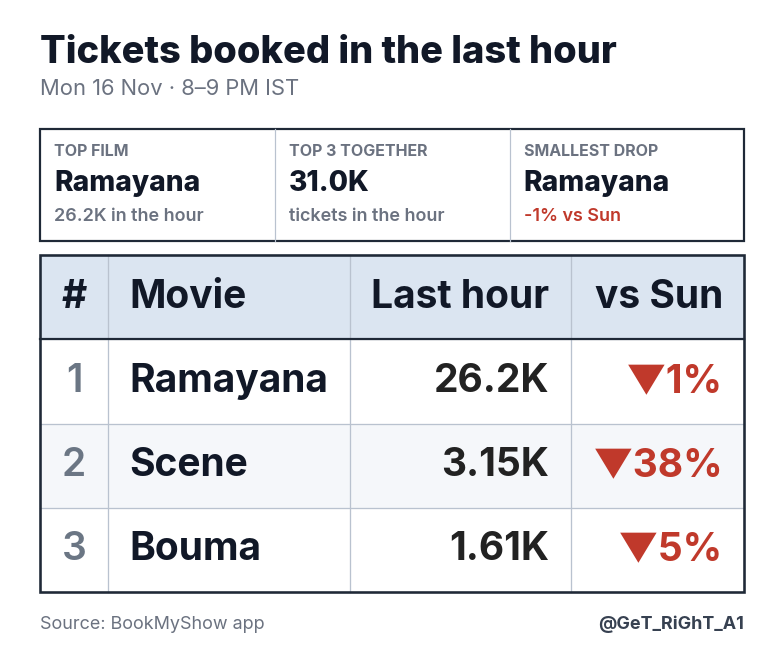 Tickets booked in the last hour
Mon 16 Nov · 8–9 PM IST
TOP FILM
Ramayana
26.2K in the hour
TOP 3 TOGETHER
31.0K
tickets in the hour
SMALLEST DROP
Ramayana
-1% vs Sun
# Movie Last hour vs Sun
1 Ramayana 26.2K ▼1%
2 Scene 3.15K ▼38%
3 Bouma 1.61K ▼5%
Source: BookMyShow app
@GeT_RiGhT_A1